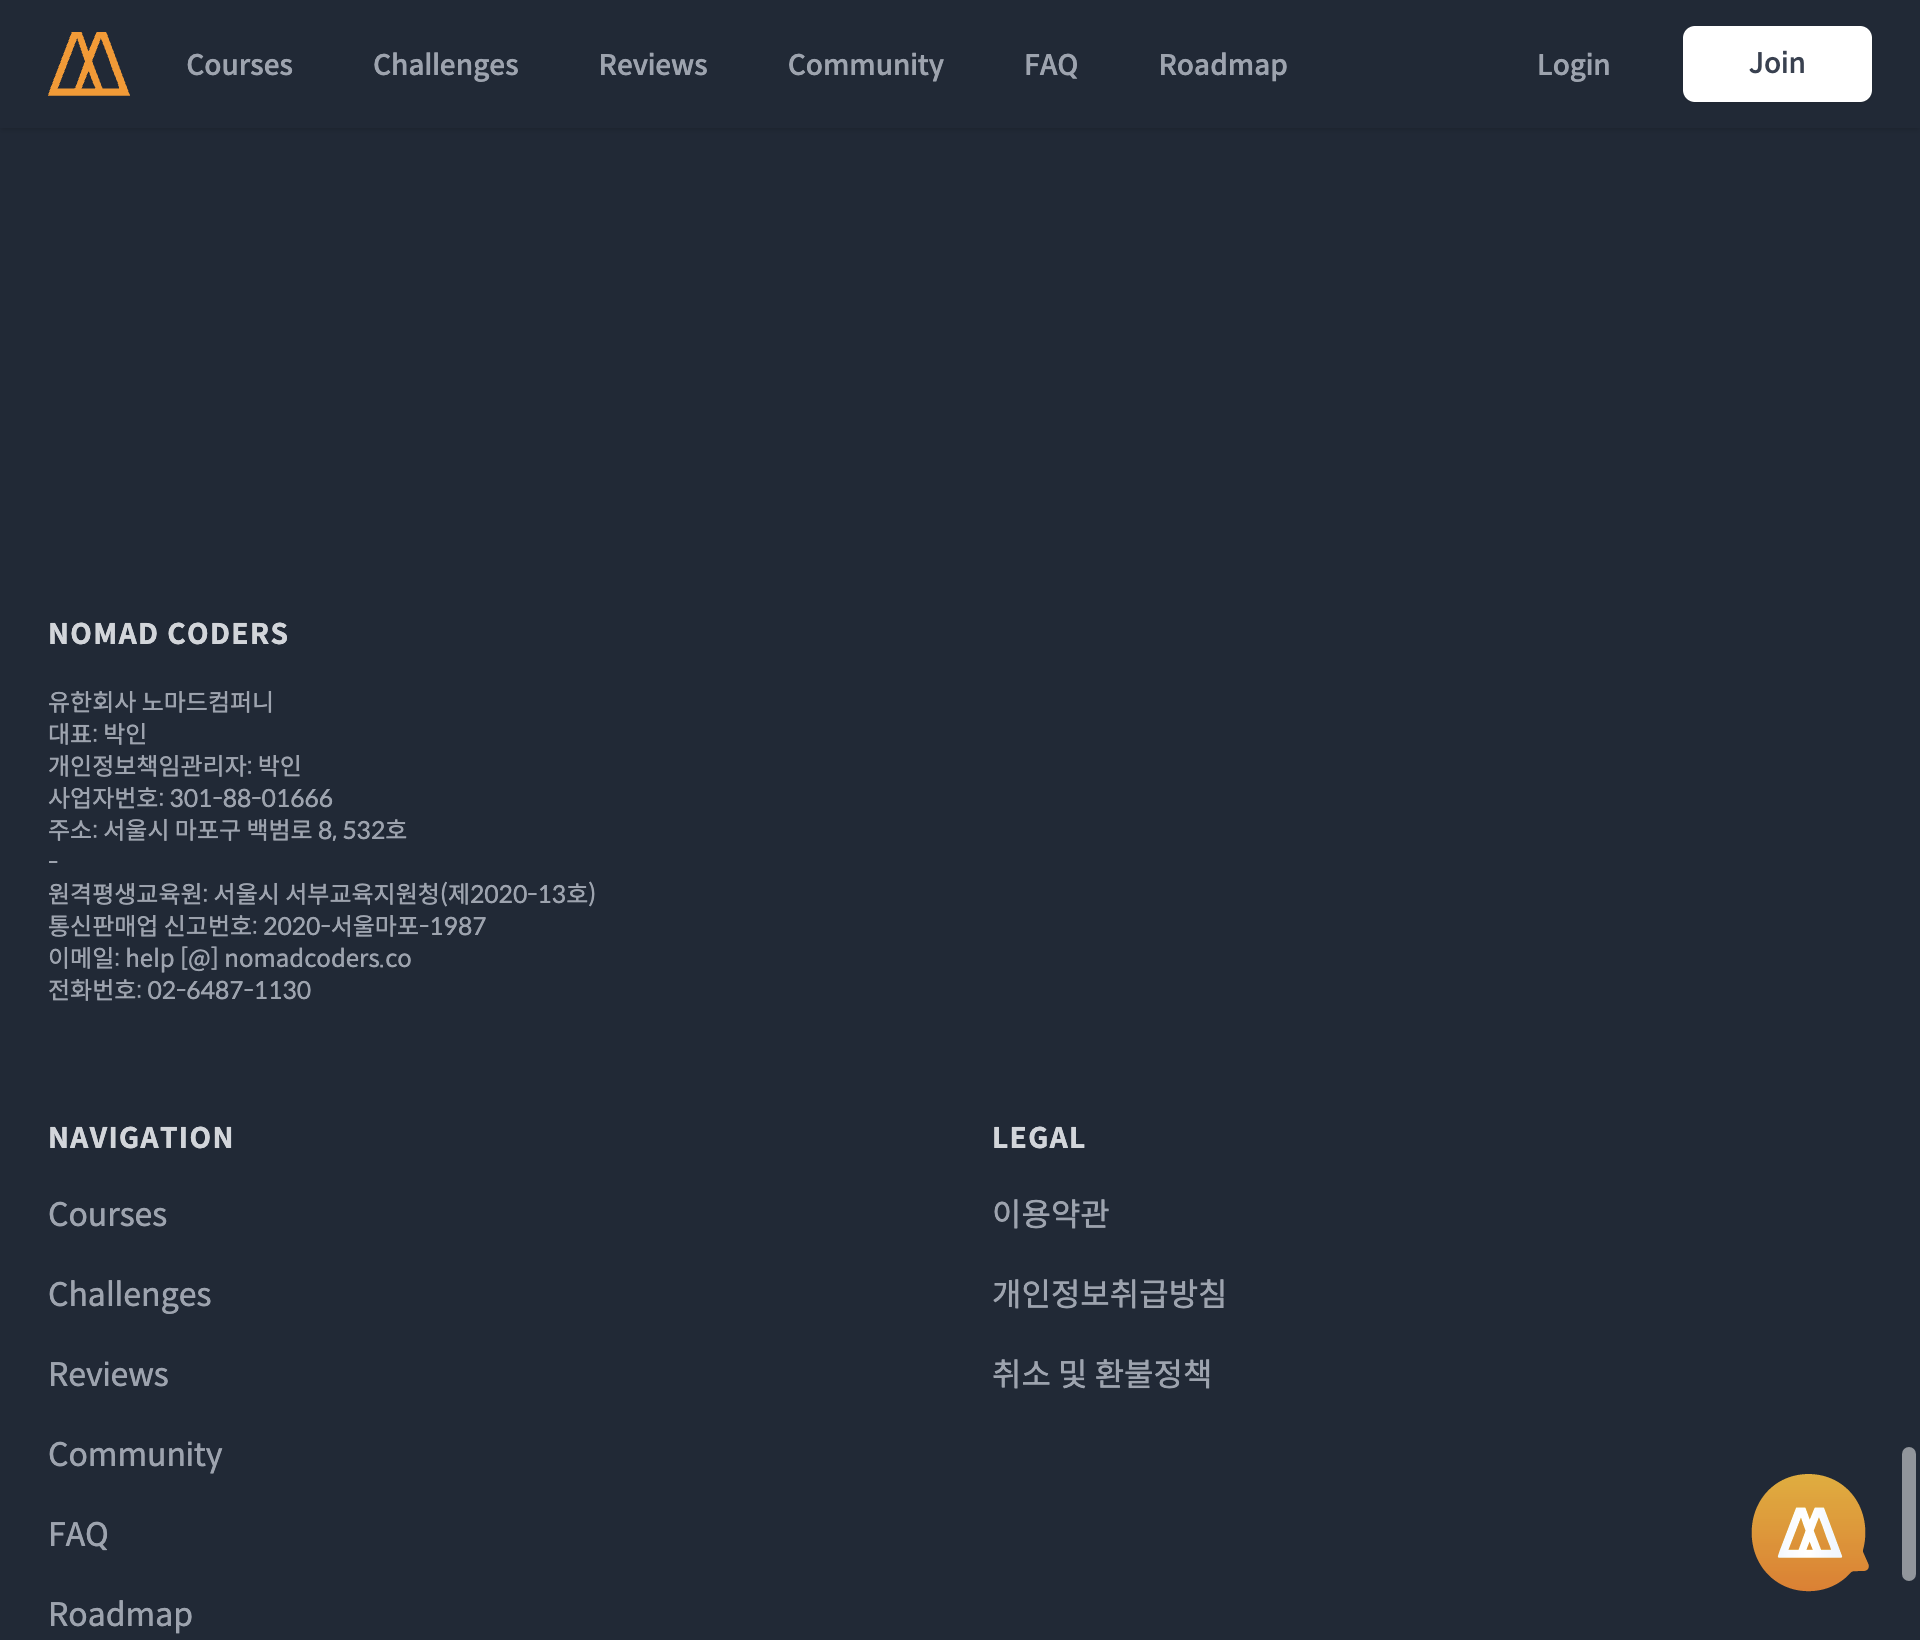 Courses
Challenges
Reviews
Community
FAQ
Roadmap
Login
Join
NOMAD CODERS
유한회사 노마드컴퍼니
대표: 박인
개인정보책임관리자: 박인
사업자번호: 301-88-01666
주소: 서울시 마포구 백범로 8, 532호
-
원격평생교육원: 서울시 서부교육지원청(제2020-13호)
통신판매업 신고번호: 2020-서울마포-1987
이메일: help [@] nomadcoders.co
전화번호: 02-6487-1130
NAVIGATION
Courses
Challenges
Reviews
Community
FAQ
Roadmap
LEGAL
이용약관
개인정보취급방침
취소 및 환불정책